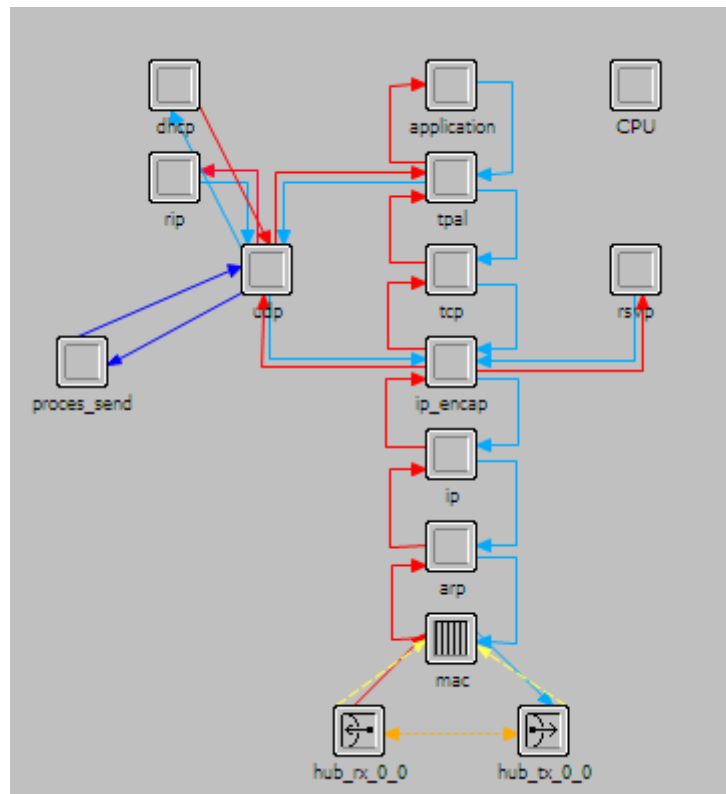 dhcp
application
CPU
rip
tpal
udp
tcp
rsvp
proces_send
ip_encap
ip
arp
mac
hub_rx_0_0
hub_tx_0_0